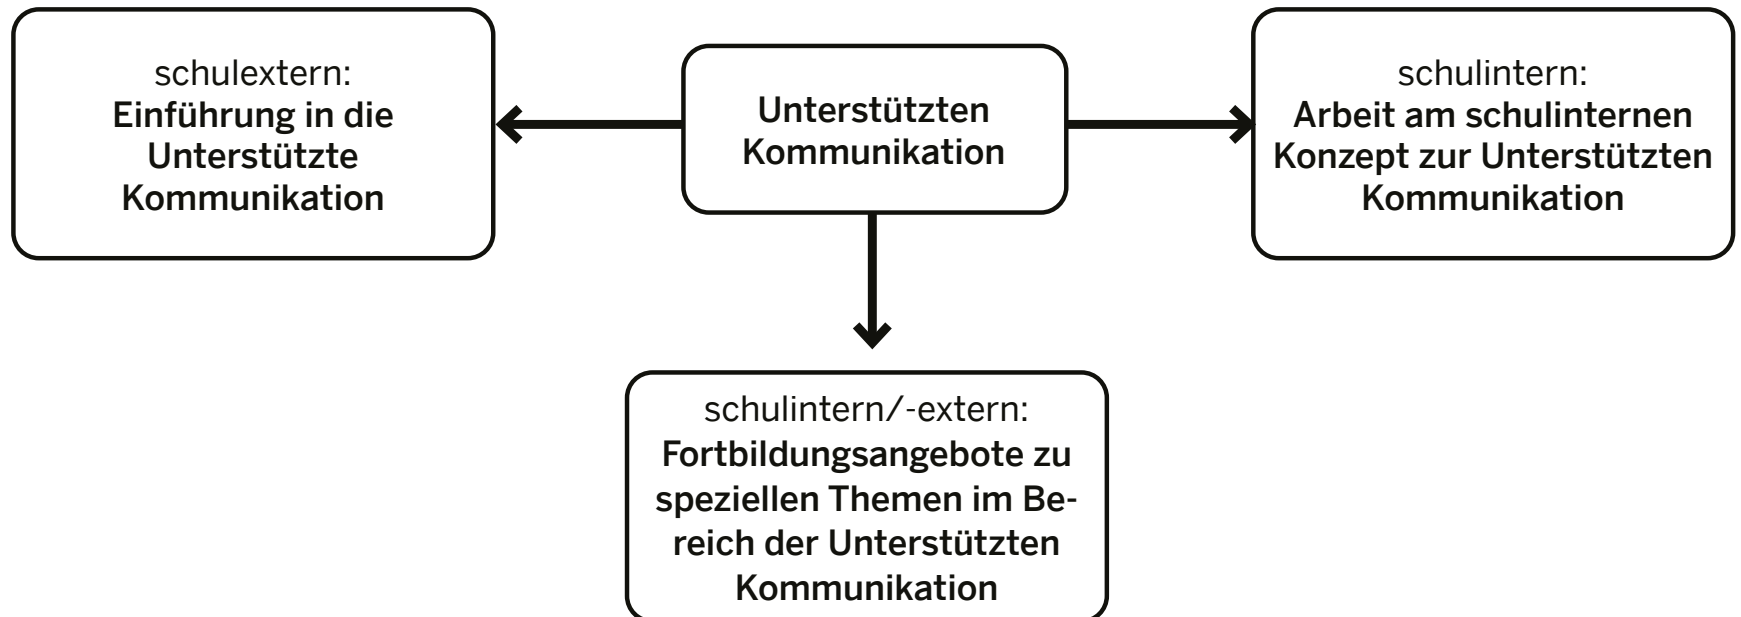 schulextern:
Einführung in die
Unterstützte
Kommunikation
Unterstützten
Kommunikation
schulintern:
Arbeit am schulinternen
Konzept zur Unterstützten
Kommunikation
schulintern/-extern:
Fortbildungsangebote zu
speziellen Themen im Be-
reich der Unterstützten
Kommunikation